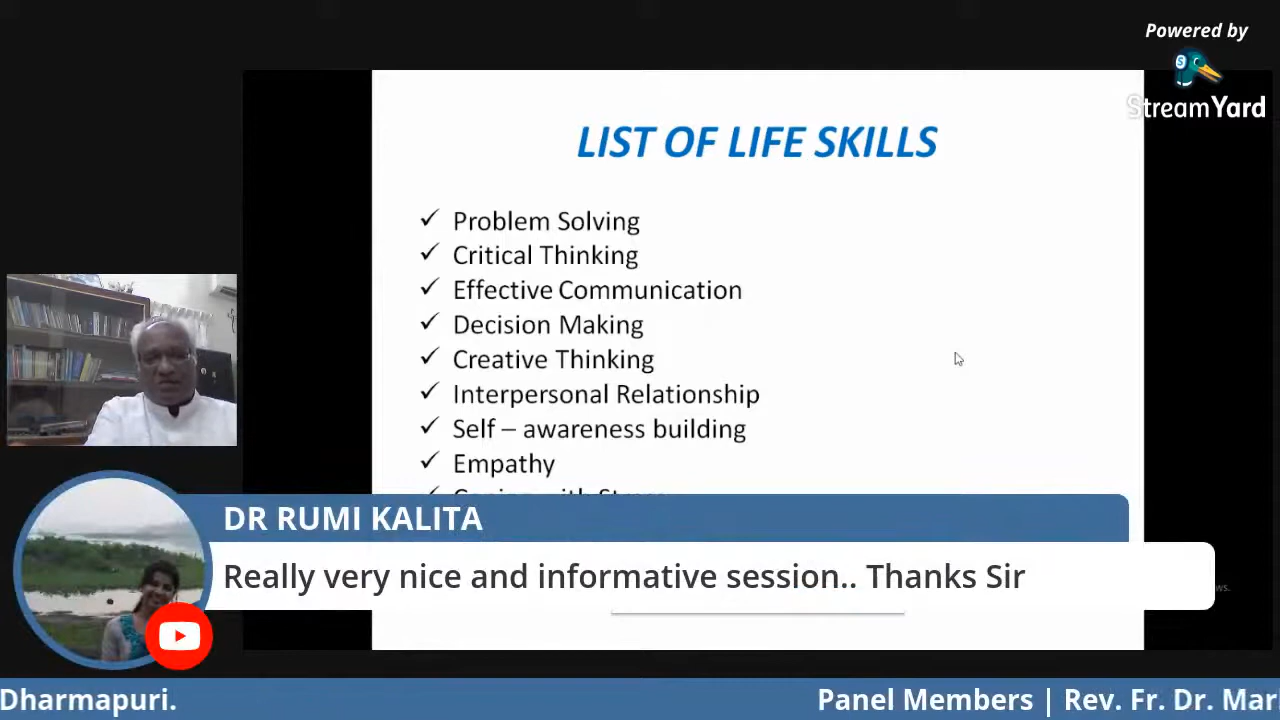 Powered by
StreamYard
LIST OF LIFE SKILLS
✓ Problem Solving
✓ Critical Thinking
✓ Effective Communication
✓ Decision Making
✓ Creative Thinking
✓ Interpersonal Relationship
✓ Self – awareness building
✓ Empathy
DR RUMI KALITA
Really very nice and informative session.. Thanks Sir
Dharmapuri.
Panel Members | Rev. Fr. Dr. Mar